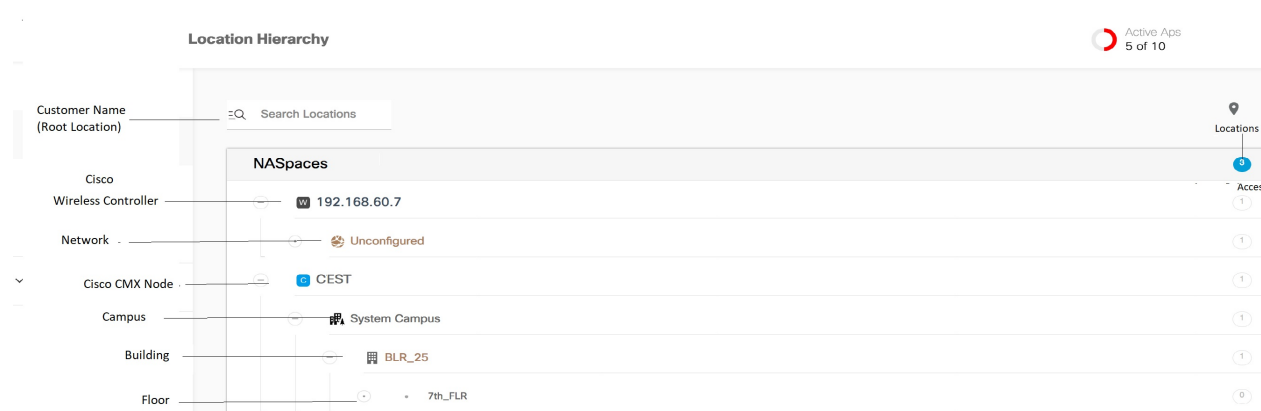 Location Hierarchy
Active Aps
5 of 10
Customer Name
(Root Location)
Search Locations
Locations
NASpaces
3
Cisco
Wireless Controller
W 192.168.60.7
Acces
1
Network
Unconfigured
1
Cisco CMX Node
C CEST
1
Campus
System Campus
1
Building
BLR_25
1
Floor
7th_FLR
0